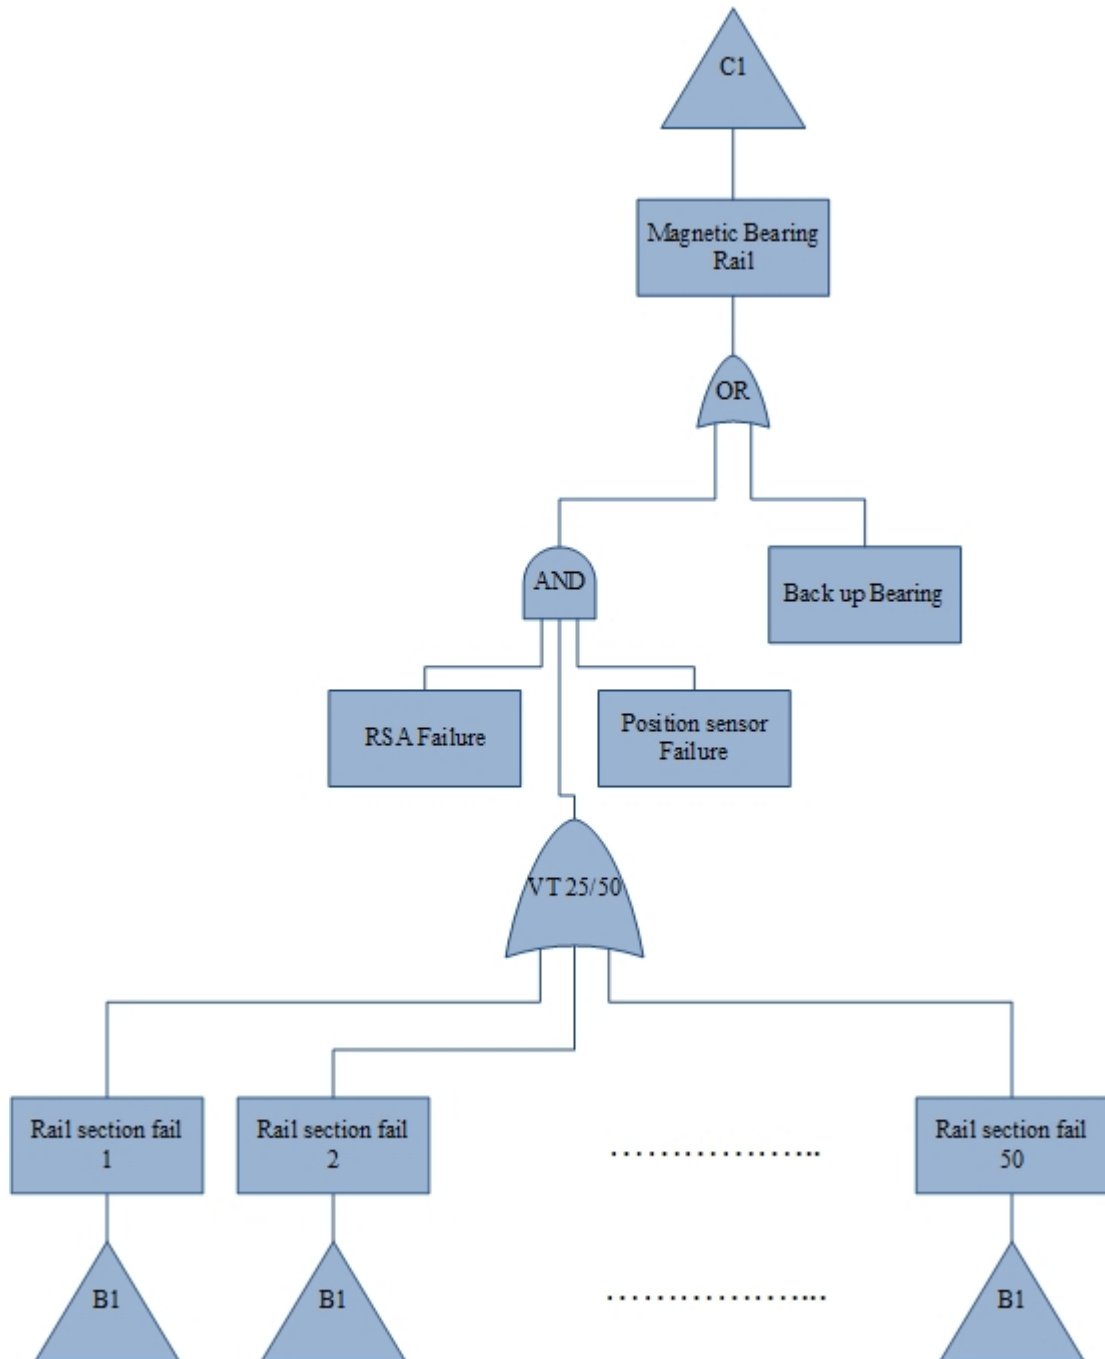 C1
Magnetic Bearing
Rail
OR
AND
Back up Bearing
RSA Failure
Position sensor
Failure
VT 25/50
Rail section fail
1
Rail section fail
2
....................
Rail section fail
50
B1
B1
....................
B1